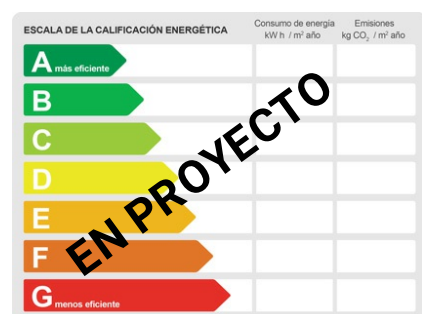 ESCALA DE LA CALIFICACIÓN ENERGÉTICA
Consumo de energía
kW h / m² año
Emisiones
kg CO₂ / m² año
A más eficiente
B
C
D
E
F
G menos eficiente
EN PROYECTO